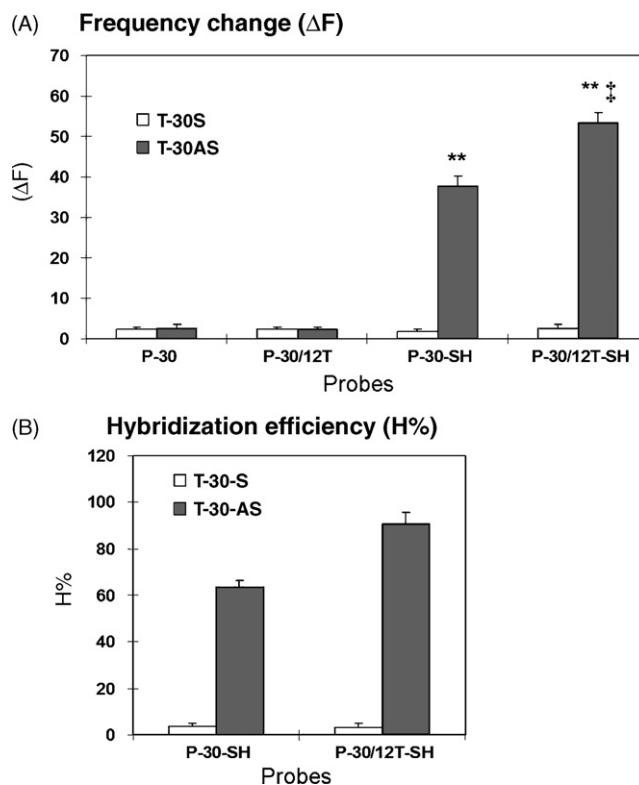 (A) Frequency change (ΔF)
70
60
50
40
30
20
10
0
(ΔF)
T-30S
T-30AS
**
** ‡
P-30 P-30/12T P-30-SH P-30/12T-SH
Probes
(B) Hybridization efficiency (H%)
120
100
80
60
40
20
0
H%
T-30-S
T-30-AS
P-30-SH P-30/12T-SH
Probes